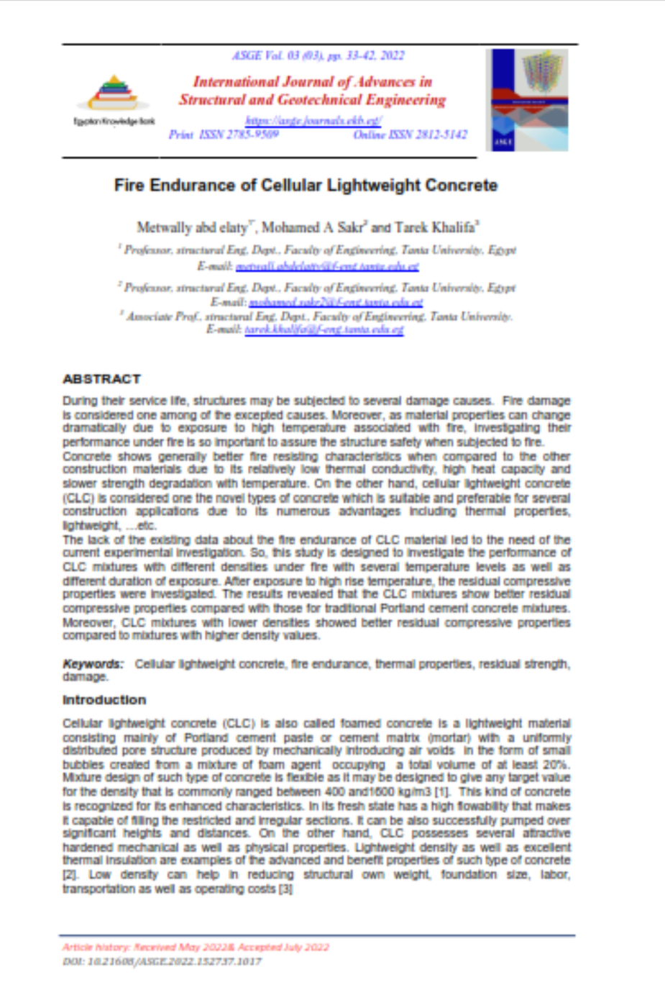 ASGE Vol. 03 (03), pp. 33-42, 2022
International Journal of Advances in
Structural and Geotechnical Engineering
https://asge.journals.ekb.eg/
Print ISSN 2785-9509 Online ISSN 2812-5142
Egyptian Knowledge Bank
ASGE
Fire Endurance of Cellular Lightweight Concrete
Metwally abd elaty1*, Mohamed A Sakr2 and Tarek Khalifa3
1 Professor, structural Eng. Dept., Faculty of Engineering, Tanta University, Egypt
E-mail: metwall.abdelatty@f-eng.tanta.edu.eg
2 Professor, structural Eng. Dept., Faculty of Engineering, Tanta University, Egypt
E-mail: mohamed.sakr2@f-eng.tanta.edu.eg
3 Associate Prof., structural Eng. Dept., Faculty of Engineering, Tanta University.
E-mail: tarek.khalifa@f-eng.tanta.edu.eg
ABSTRACT
During their service life, structures may be subjected to several damage causes. Fire damage
is considered one among of the excepted causes. Moreover, as material properties can change
dramatically due to exposure to high temperature associated with fire, investigating their
performance under fire is so important to assure the structure safety when subjected to fire.
Concrete shows generally better fire resisting characteristics when compared to the other
construction materials due to its relatively low thermal conductivity, high heat capacity and
slower strength degradation with temperature. On the other hand, cellular lightweight concrete
(CLC) is considered one the novel types of concrete which is suitable and preferable for several
construction applications due to its numerous advantages including thermal properties,
lightweight, ...etc.
The lack of the existing data about the fire endurance of CLC material led to the need of the
current experimental investigation. So, this study is designed to investigate the performance of
CLC mixtures with different densities under fire with several temperature levels as well as
different duration of exposure. After exposure to high rise temperature, the residual compressive
properties were investigated. The results revealed that the CLC mixtures show better residual
compressive properties compared with those for traditional Portland cement concrete mixtures.
Moreover, CLC mixtures with lower densities showed better residual compressive properties
compared to mixtures with higher density values.
Keywords: Cellular lightweight concrete, fire endurance, thermal properties, residual strength,
damage.
Introduction
Cellular lightweight concrete (CLC) is also called foamed concrete is a lightweight material
consisting mainly of Portland cement paste or cement matrix (mortar) with a uniformly
distributed pore structure produced by mechanically introducing air voids in the form of small
bubbles created from a mixture of foam agent occupying a total volume of at least 20%.
Mixture design of such type of concrete is flexible as it may be designed to give any target value
for the density that is commonly ranged between 400 and1600 kg/m3 [1]. This kind of concrete
is recognized for its enhanced characteristics. In its fresh state has a high flowability that makes
it capable of filling the restricted and irregular sections. It can be also successfully pumped over
significant heights and distances. On the other hand, CLC possesses several attractive
hardened mechanical as well as physical properties. Lightweight density as well as excellent
thermal insulation are examples of the advanced and benefit properties of such type of concrete
[2]. Low density can help in reducing structural own weight, foundation size, labor,
transportation as well as operating costs [3]
Article history: Received May 2022& Accepted July 2022
DOI: 10.21608/ASGE.2022.152737.1017